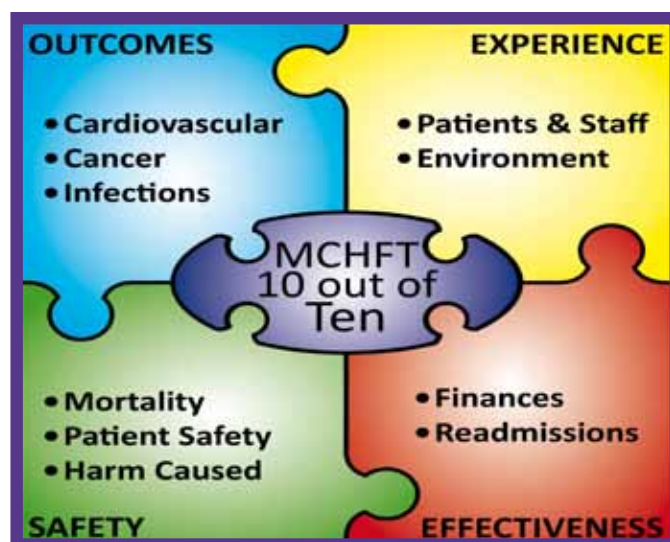 OUTCOMES
• Cardiovascular
• Cancer
• Infections
EXPERIENCE
• Patients & Staff
• Environment
MCHFT
10 out of
Ten
• Mortality
• Patient Safety
• Harm Caused
SAFETY
• Finances
• Readmissions
EFFECTIVENESS